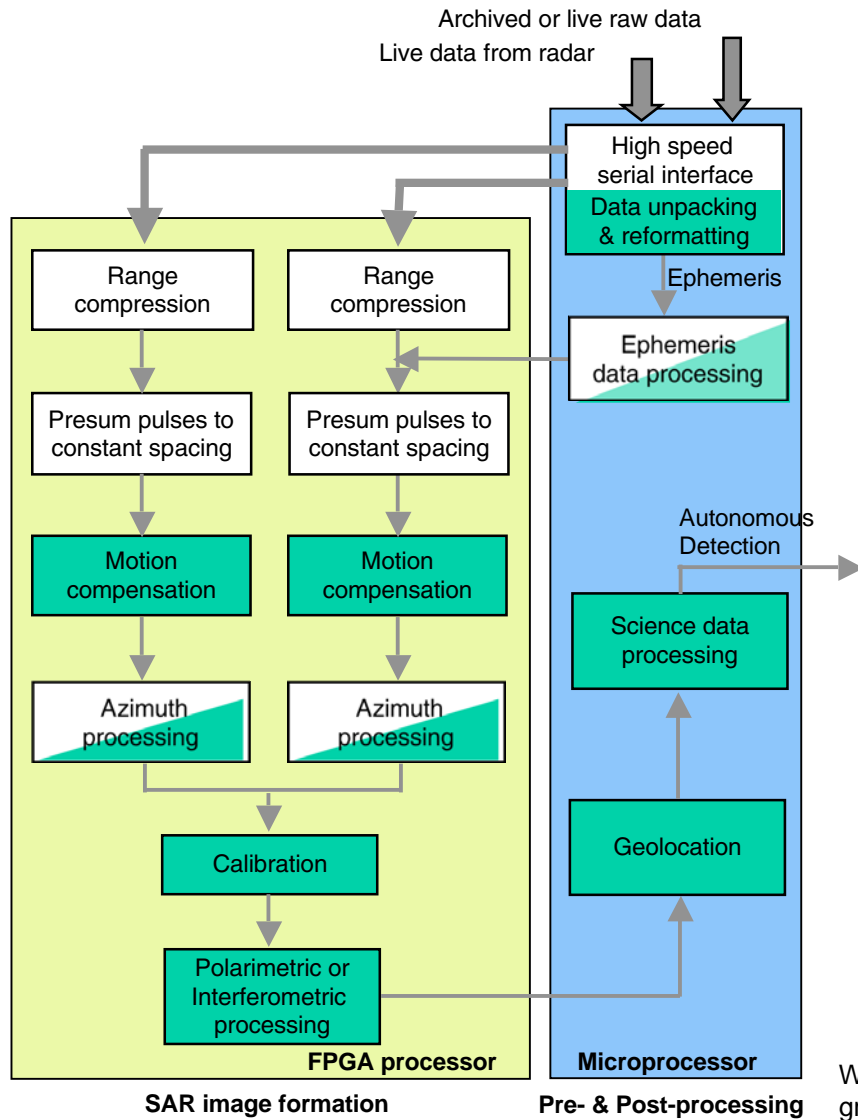 Archived or live raw data
Live data from radar
High speed
serial interface
Data unpacking
& reformatting
Ephemeris
Ephemeris
data processing
Range
compression
Range
compression
Presum pulses to
constant spacing
Presum pulses to
constant spacing
Motion
compensation
Motion
compensation
Azimuth
processing
Azimuth
processing
Calibration
Polarimetric or
Interferometric
processing
FPGA processor
SAR image formation
Autonomous
Detection
Science data
processing
Geolocation
Microprocessor
Pre- & Post-processing